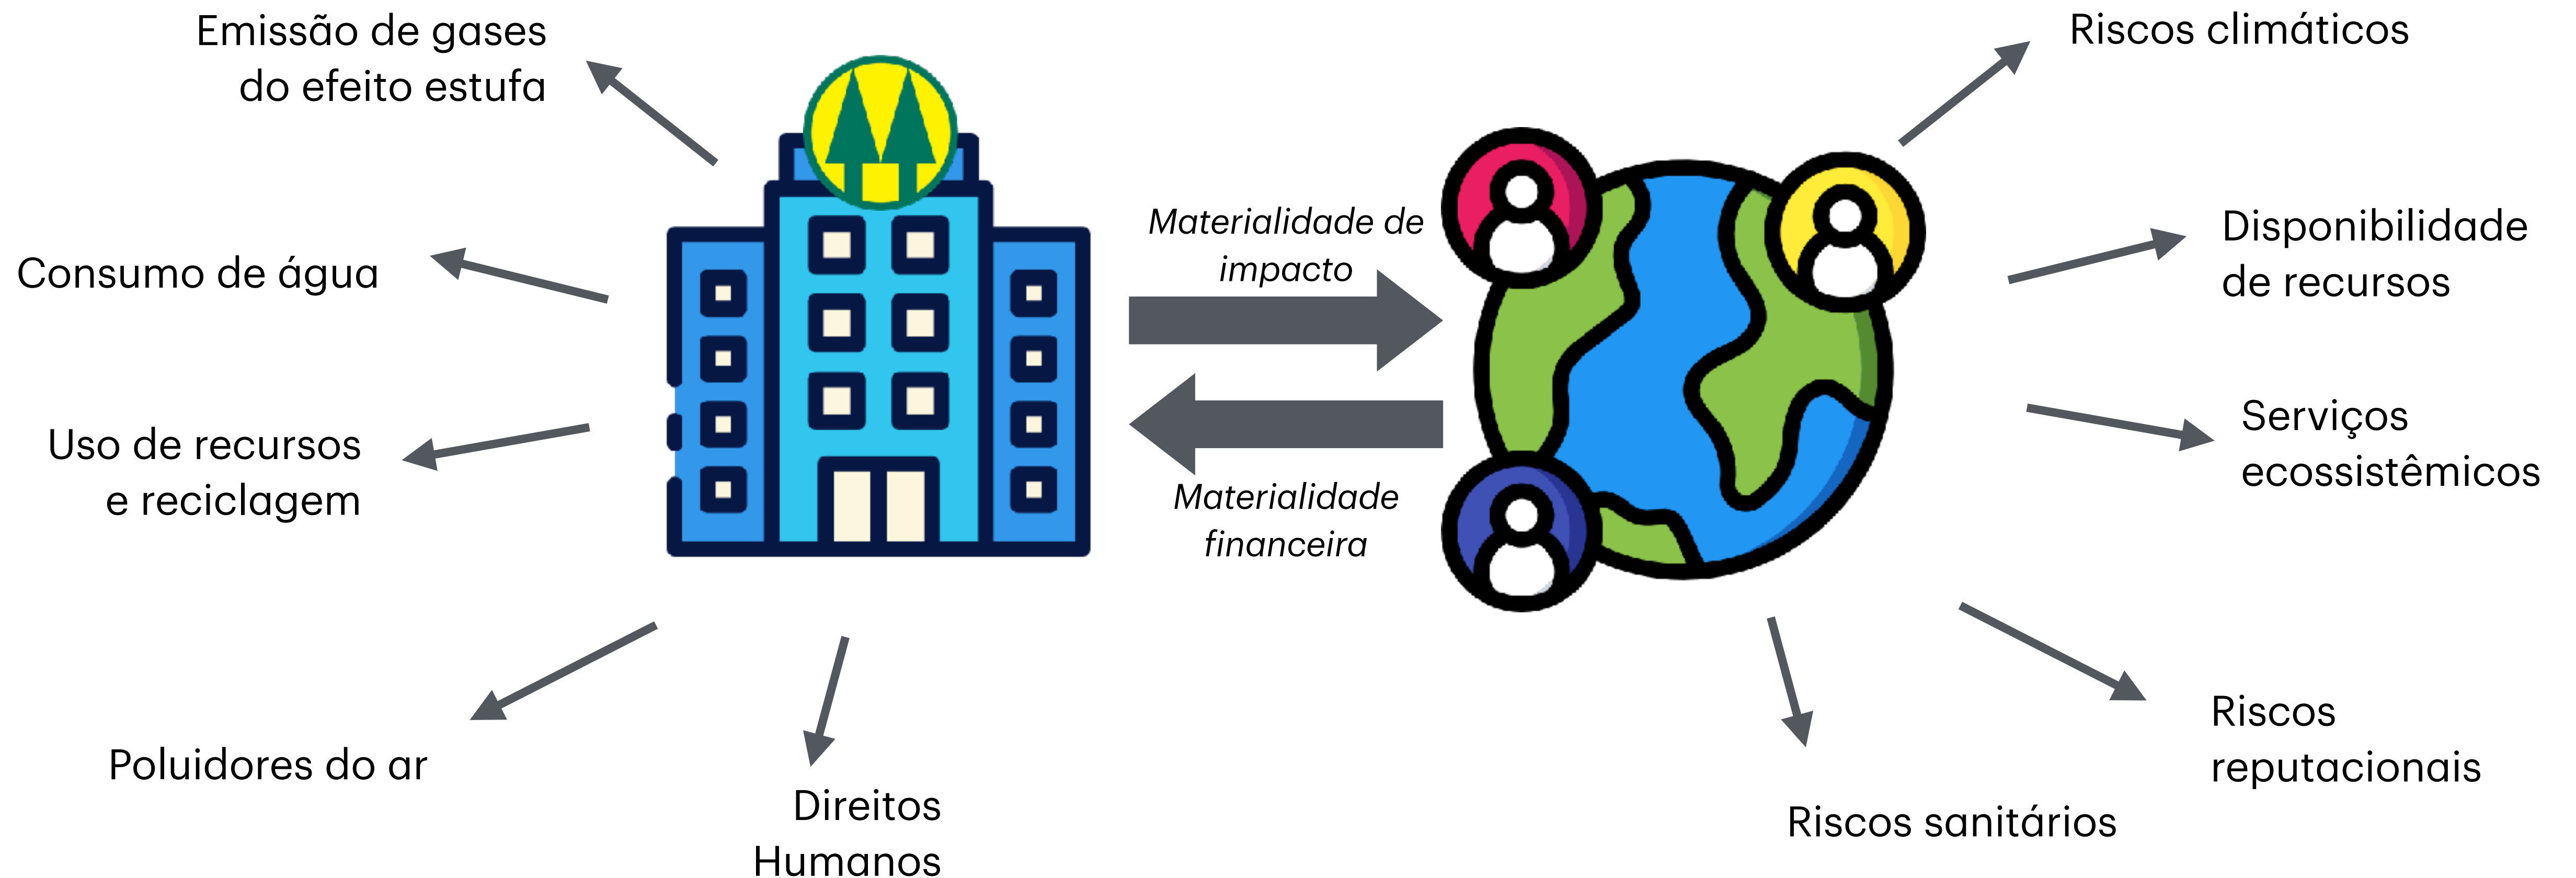 Emissão de gases
do efeito estufa
Consumo de água
Uso de recursos
e reciclagem
Poluidores do ar
Direitos
Humanos
Materialidade de
impacto
Materialidade
financeira
Riscos climáticos
Disponibilidade
de recursos
Serviços
ecossistêmicos
Riscos
reputacionais
Riscos sanitários